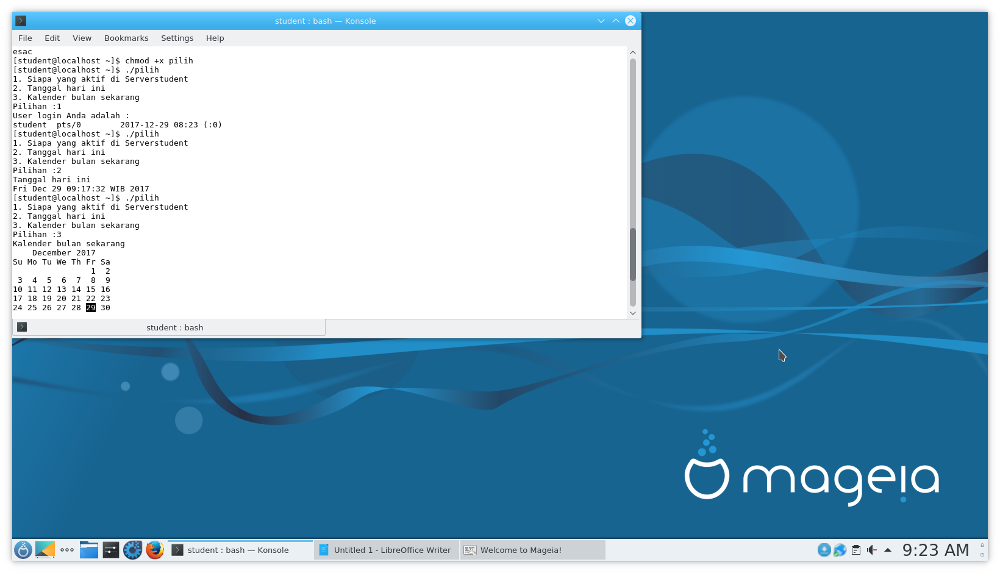 student : bash — Konsole
File Edit View Bookmarks Settings Help
esac
[student@localhost ~]$ chmod +x pilih
[student@localhost ~]$ ./pilih
1. Siapa yang aktif di Serverstudent
2. Tanggal hari ini
3. Kalender bulan sekarang
Pilihan :1
User login Anda adalah :
student  pts/0        2017-12-29 08:23 (:0)
[student@localhost ~]$ ./pilih
1. Siapa yang aktif di Serverstudent
2. Tanggal hari ini
3. Kalender bulan sekarang
Pilihan :2
Tanggal hari ini
Fri Dec 29 09:17:32 WIB 2017
[student@localhost ~]$ ./pilih
1. Siapa yang aktif di Serverstudent
2. Tanggal hari ini
3. Kalender bulan sekarang
Pilihan :3
Kalender bulan sekarang
    December 2017
Su Mo Tu We Th Fr Sa
                1  2
 3  4  5  6  7  8  9
10 11 12 13 14 15 16
17 18 19 20 21 22 23
24 25 26 27 28 29 30
student : bash
mageia
student : bash — Konsole
Untitled 1 - LibreOffice Writer
Welcome to Mageia!
9:23 AM